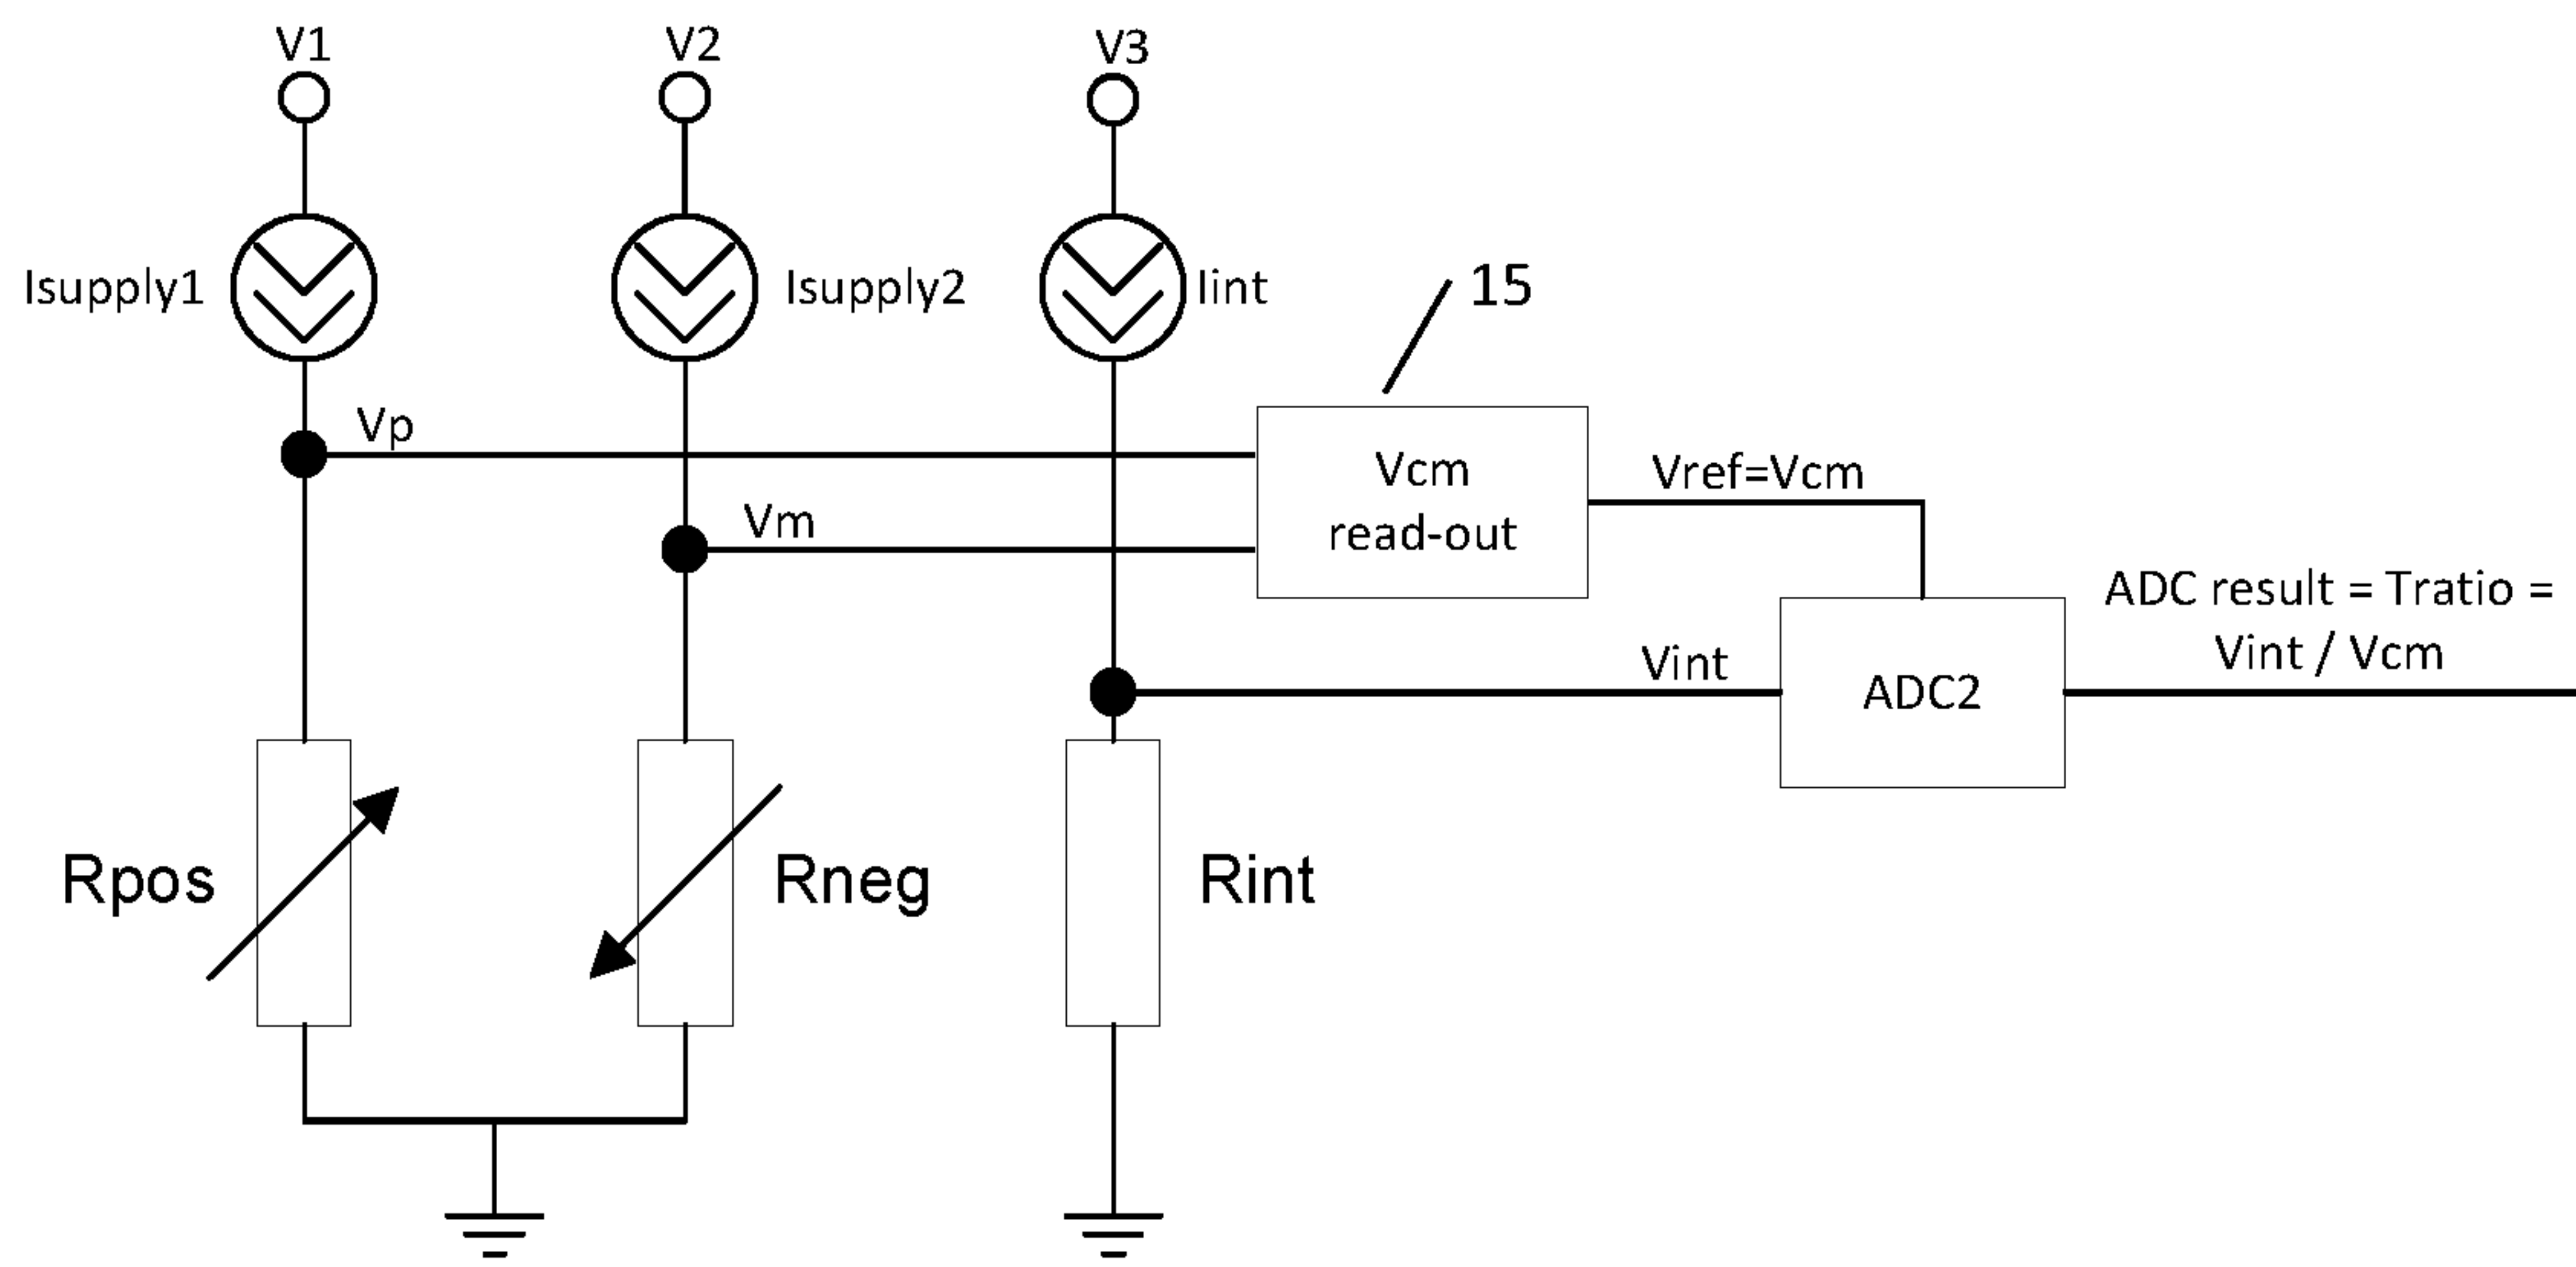 V1
V2
V3
Isupply1
Isupply2
Iint
15
Vp
Vm
Vcm
read-out
Vref=Vcm
ADC result = Tratio =
Vint / Vcm
Vint
ADC2
Rpos
Rneg
Rint